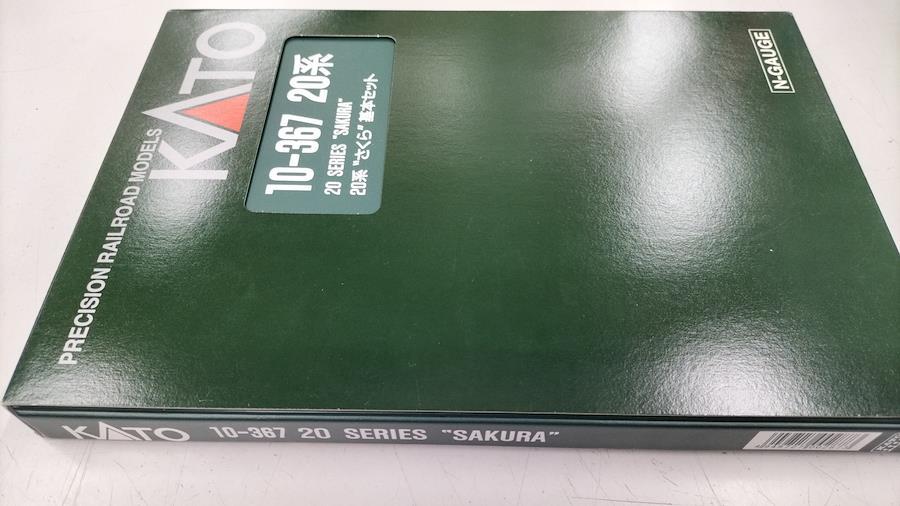 PRECISION RAILROAD MODELS
KATO
10-367 20系
20 SERIES "SAKURA"
20系"さくら"基本セット
N-GAUGE
KATO 10-367 20 SERIES "SAKURA"